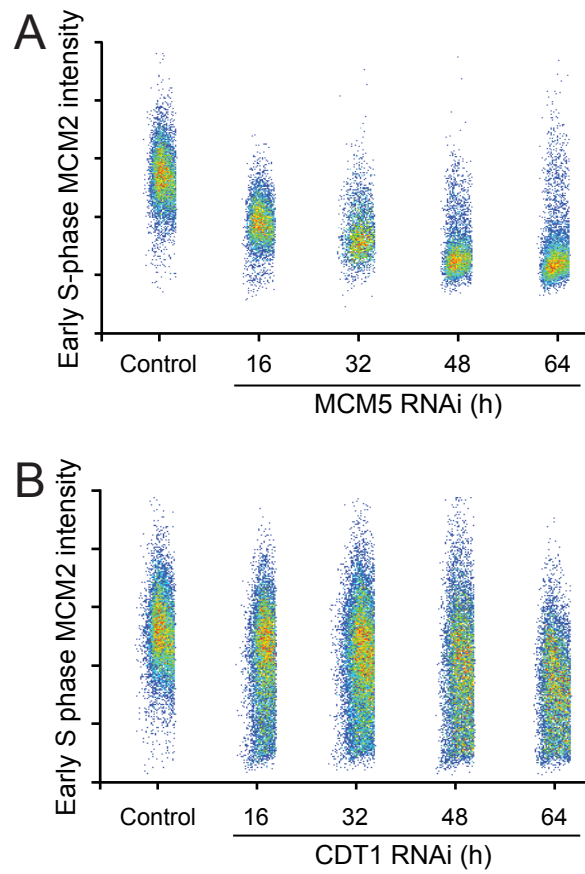 A
Early S-phase MCM2 intensity
Control 16 32 48 64
MCM5 RNAi (h)
B
Early S phase MCM2 intensity
Control 16 32 48 64
CDT1 RNAi (h)